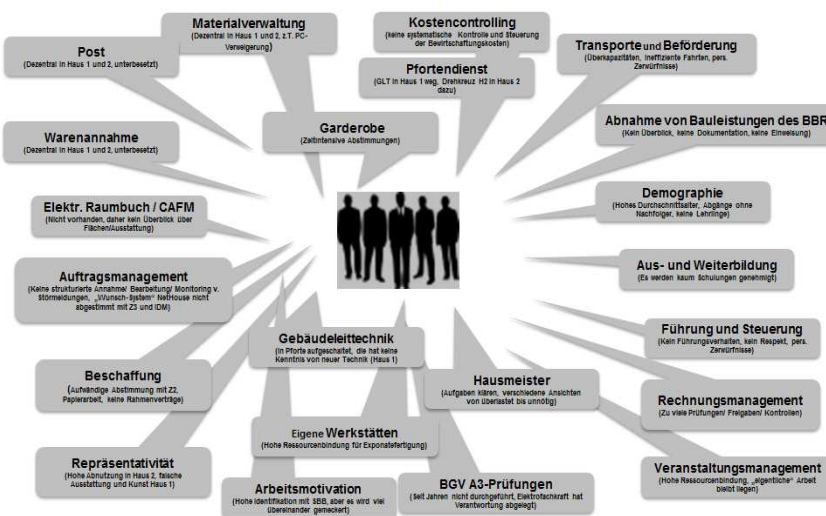 Materialverwaltung
(Dezentral in Haus 1 und 2, z.T. PC-
Verweigerung)
Kostencontrolling
(keine systematische Kontrolle und Steuerung
der Bewirtschaftungskosten)
Post
(Dezentral in Haus 1 und 2, unterbesetzt)
Transporte und Beförderung
(Überkapazitäten, ineffiziente Fahrten, pers.
Zerwürfnisse)
Pfortendienst
(GLT in Haus 1 weg, Drehkreuz H2 in Haus 2
dazu)
Warenannahme
(Dezentral in Haus 1 und 2, unterbesetzt)
Garderobe
(Zeitintensive Abstimmungen)
Abnahme von Bauleistungen des BBR
(Kein Überblick, keine Dokumentation, keine Einweisung)
Elektr. Raumbuch / CAFM
(Nicht vorhanden, daher kein Überblick über
Flächen/Ausstattung)
Demographie
(Hohes Durchschnittsalter, Abgänge ohne
Nachfolger, keine Lehrlinge)
Auftragsmanagement
(Keine strukturierte Annahme/ Bearbeitung/ Monitoring v.
Störmeldungen, „Wunsch-System“ NetHouse nicht
abgestimmt mit Z3 und IDM)
Aus- und Weiterbildung
(Es werden kaum Schulungen genehmigt)
Gebäudeleittechnik
(In Pforte aufgeschaltet, die hat keine
Kenntnis von neuer Technik (Haus 1)
Führung und Steuerung
(Kein Führungsverhalten, kein Respekt, pers.
Zerwürfnisse)
Beschaffung
(Aufwändige Abstimmung mit Z2,
Papierarbeit, keine Rahmenverträge)
Hausmeister
(Aufgaben klären, verschiedene Ansichten
von überlastet bis unnötig)
Rechnungsmanagement
(Zu viele Prüfungen/ Freigaben/ Kontrollen)
Eigene Werkstätten
(Hohe Ressourcenbindung für Exponatefertigung)
Repräsentativität
(Hohe Abnutzung in Haus 2, falsche
Ausstattung und Kunst Haus 1)
Arbeitsmotivation
(Hohe Identifikation mit SBB, aber es wird viel
übereinander gemeckert)
BGV A3-Prüfungen
(Seit Jahren nicht durchgeführt, Elektrofachkraft hat
Verantwortung abgelegt)
Veranstaltungsmanagement
(Hohe Ressourcenbindung, „eigentliche“ Arbeit
bleibt liegen)